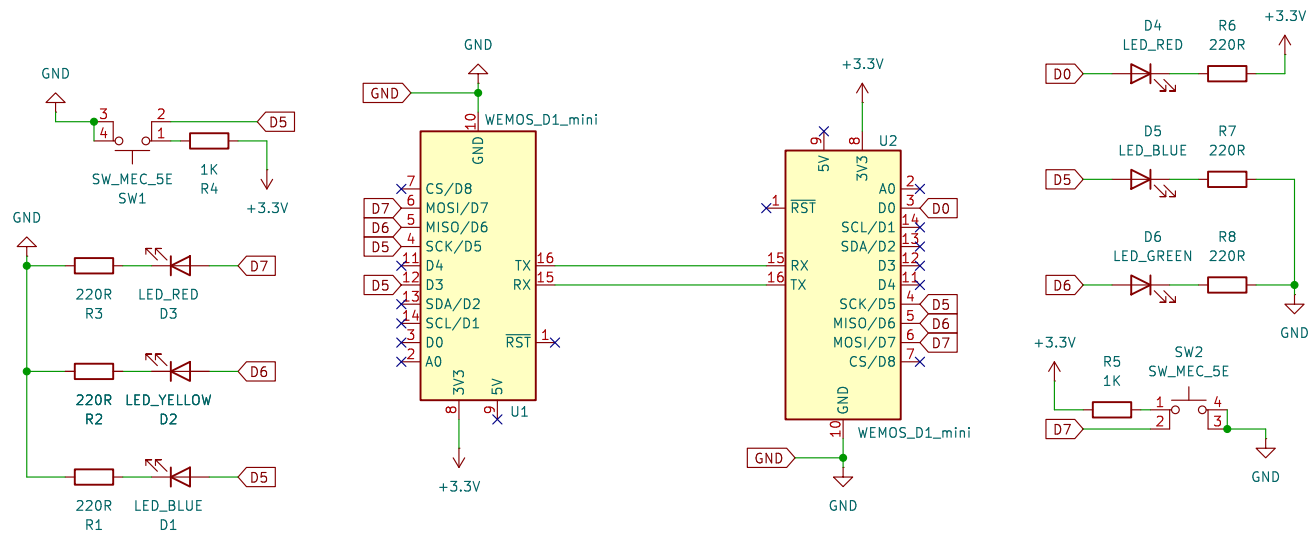 GND
3
2
D5
4
1
SW_MEC_5E
SW1
1K
R4
+3.3V
GND
D7
220R
R3
LED_RED
D3
D6
220R
R2
LED_YELLOW
D2
D5
220R
R1
LED_BLUE
D1
GND
GND
WEMOS_D1_mini
10
GND
7
CS/D8
D7
6
MOSI/D7
D6
5
MISO/D6
D5
4
SCK/D5
11
D4
TX
16
D5
12
D3
RX
15
13
SDA/D2
14
SCL/D1
3
D0
RST
1
2
A0
3V3
5V
8
9
U1
+3.3V
+3.3V
9
8
U2
5V
3V3
A0
2
1
RST
D0
3
D0
SCL/D1
14
SDA/D2
13
15
RX
D3
12
16
TX
D4
11
SCK/D5
4
D5
MISO/D6
5
D6
MOSI/D7
6
D7
CS/D8
7
GND
10
WEMOS_D1_mini
GND
GND
D4
LED_RED
R6
220R
+3.3V
D0
D5
LED_BLUE
R7
220R
D5
D6
LED_GREEN
R8
220R
D6
GND
+3.3V
R5
1K
SW2
SW_MEC_5E
1
4
D7
2
3
GND